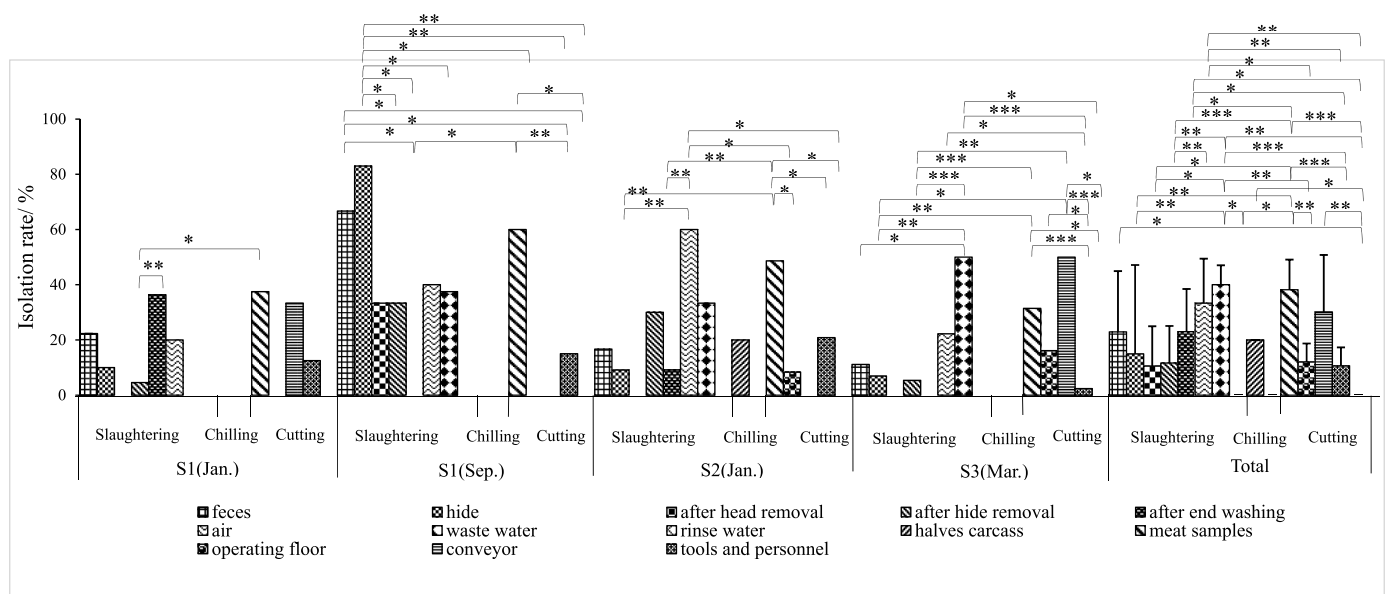 ** ** *
** ** **
* * *
* * *
* * * *
* * * * ***
* * * * *** *** ***
* * ** * * ** **
* ** ** ** ***
** * *** * ***
* ** * *** * * **
** ** * *** ** *
** ** * ** * * **
* ** * * *
** * ***
100
80
60
40
20
0
Isolation rate/ %
Slaughtering Chilling Cutting Slaughtering Chilling Cutting Slaughtering Chilling Cutting Slaughtering Chilling Cutting Slaughtering Chilling Cutting
S1(Jan.) S1(Sep.) S2(Jan.) S3(Mar.) Total
feces hide after head removal after hide removal after end washing
air waste water rinse water halves carcass meat samples
operating floor conveyor tools and personnel